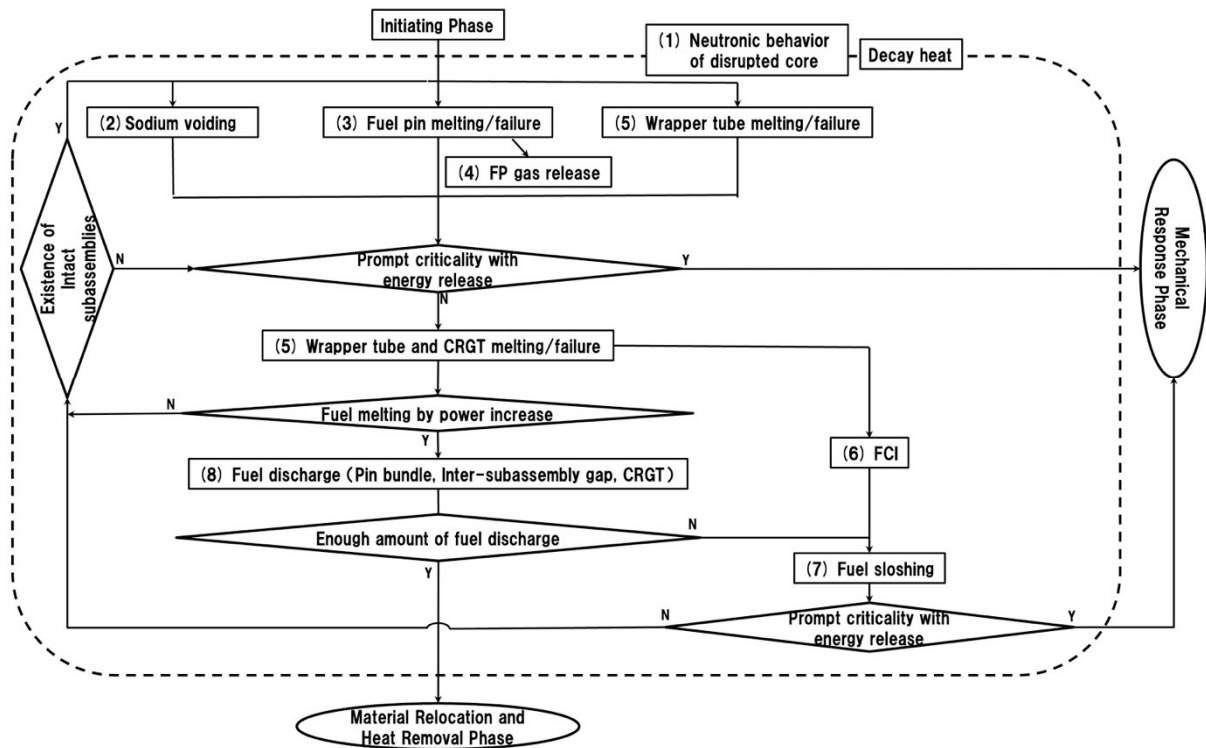 Initiating Phase
(1) Neutronic behavior
of disrupted core
Decay heat
Y
(2) Sodium voiding
(3) Fuel pin melting/failure
(5) Wrapper tube melting/failure
(4) FP gas release
Existence of
Intact
subassemblies
N
Prompt criticality with
energy release
Y
N
Mechanical
Response Phase
(5) Wrapper tube and CRGT melting/failure
N
Fuel melting by power increase
Y
(6) FCI
(8) Fuel discharge (Pin bundle, Inter-subassembly gap, CRGT)
Enough amount of fuel discharge
N
Y
(7) Fuel sloshing
N
Prompt criticality with
energy release
Y
Material Relocation and
Heat Removal Phase